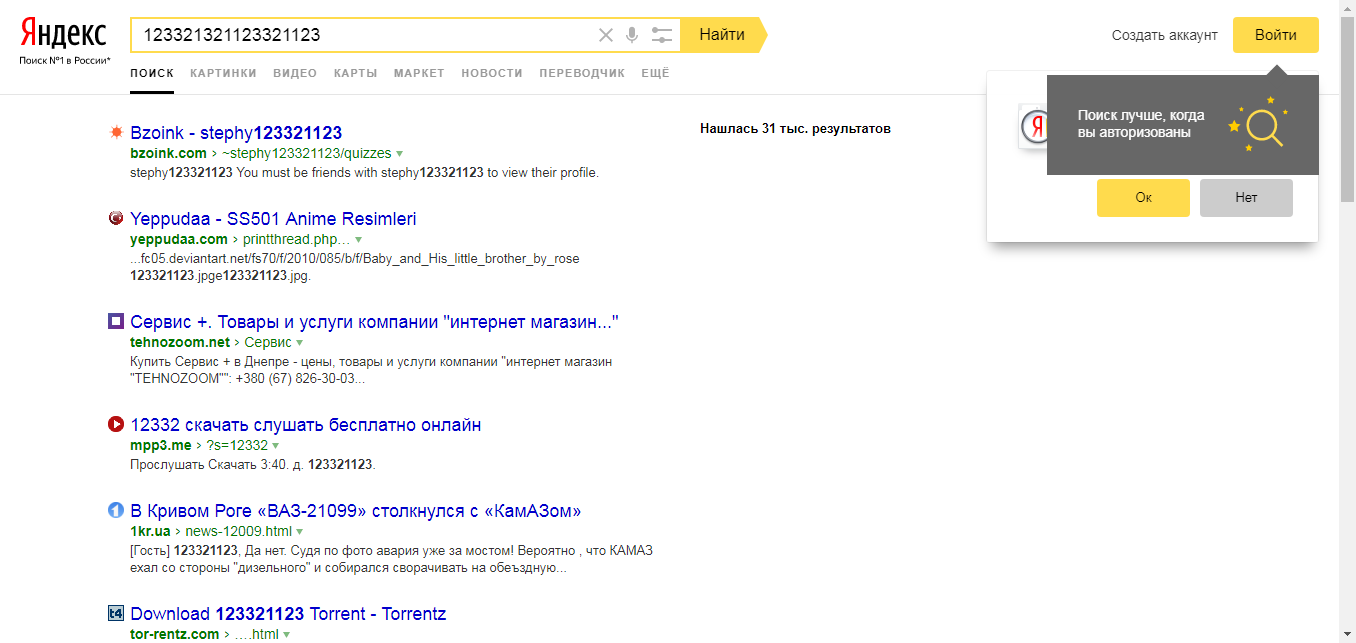 Яндекс
Поиск №1 в России*
123321321123321123
Найти
Создать аккаунт
Войти
ПОИСК КАРТИНКИ ВИДЕО КАРТЫ МАРКЕТ НОВОСТИ ПЕРЕВОДЧИК ЕЩЁ
Я
Поиск лучше, когда
вы авторизованы
Ок
Нет
Нашлась 31 тыс. результатов
Bzoink - stephy123321123
bzoink.com › ~stephy123321123/quizzes
stephy123321123 You must be friends with stephy123321123 to view their profile.
Yeppudaa - SS501 Anime Resimleri
yeppudaa.com › printthread.php…
...fc05.deviantart.net/fs70/f/2010/085/b/f/Baby_and_His_little_brother_by_rose
123321123.jpge123321123.jpg.
Сервис +. Товары и услуги компании "интернет магазин..."
tehnozoom.net › Сервис
Купить Сервис + в Днепре - цены, товары и услуги компании "интернет магазин
"TEHNOZOOM"": +380 (67) 826-30-03...
12332 скачать слушать бесплатно онлайн
mpp3.me › ?s=12332
Прослушать Скачать 3:40. д. 123321123.
1
В Кривом Роге «ВАЗ-21099» столкнулся с «КамАЗом»
1kr.ua › news-12009.html
[Гость] 123321123, Да нет. Судя по фото авария уже за мостом! Вероятно , что КАМАЗ
ехал со стороны "дизельного" и собирался сворачивать на обеъздную...
t4
Download 123321123 Torrent - Torrentz
tor-rentz.com › ….html